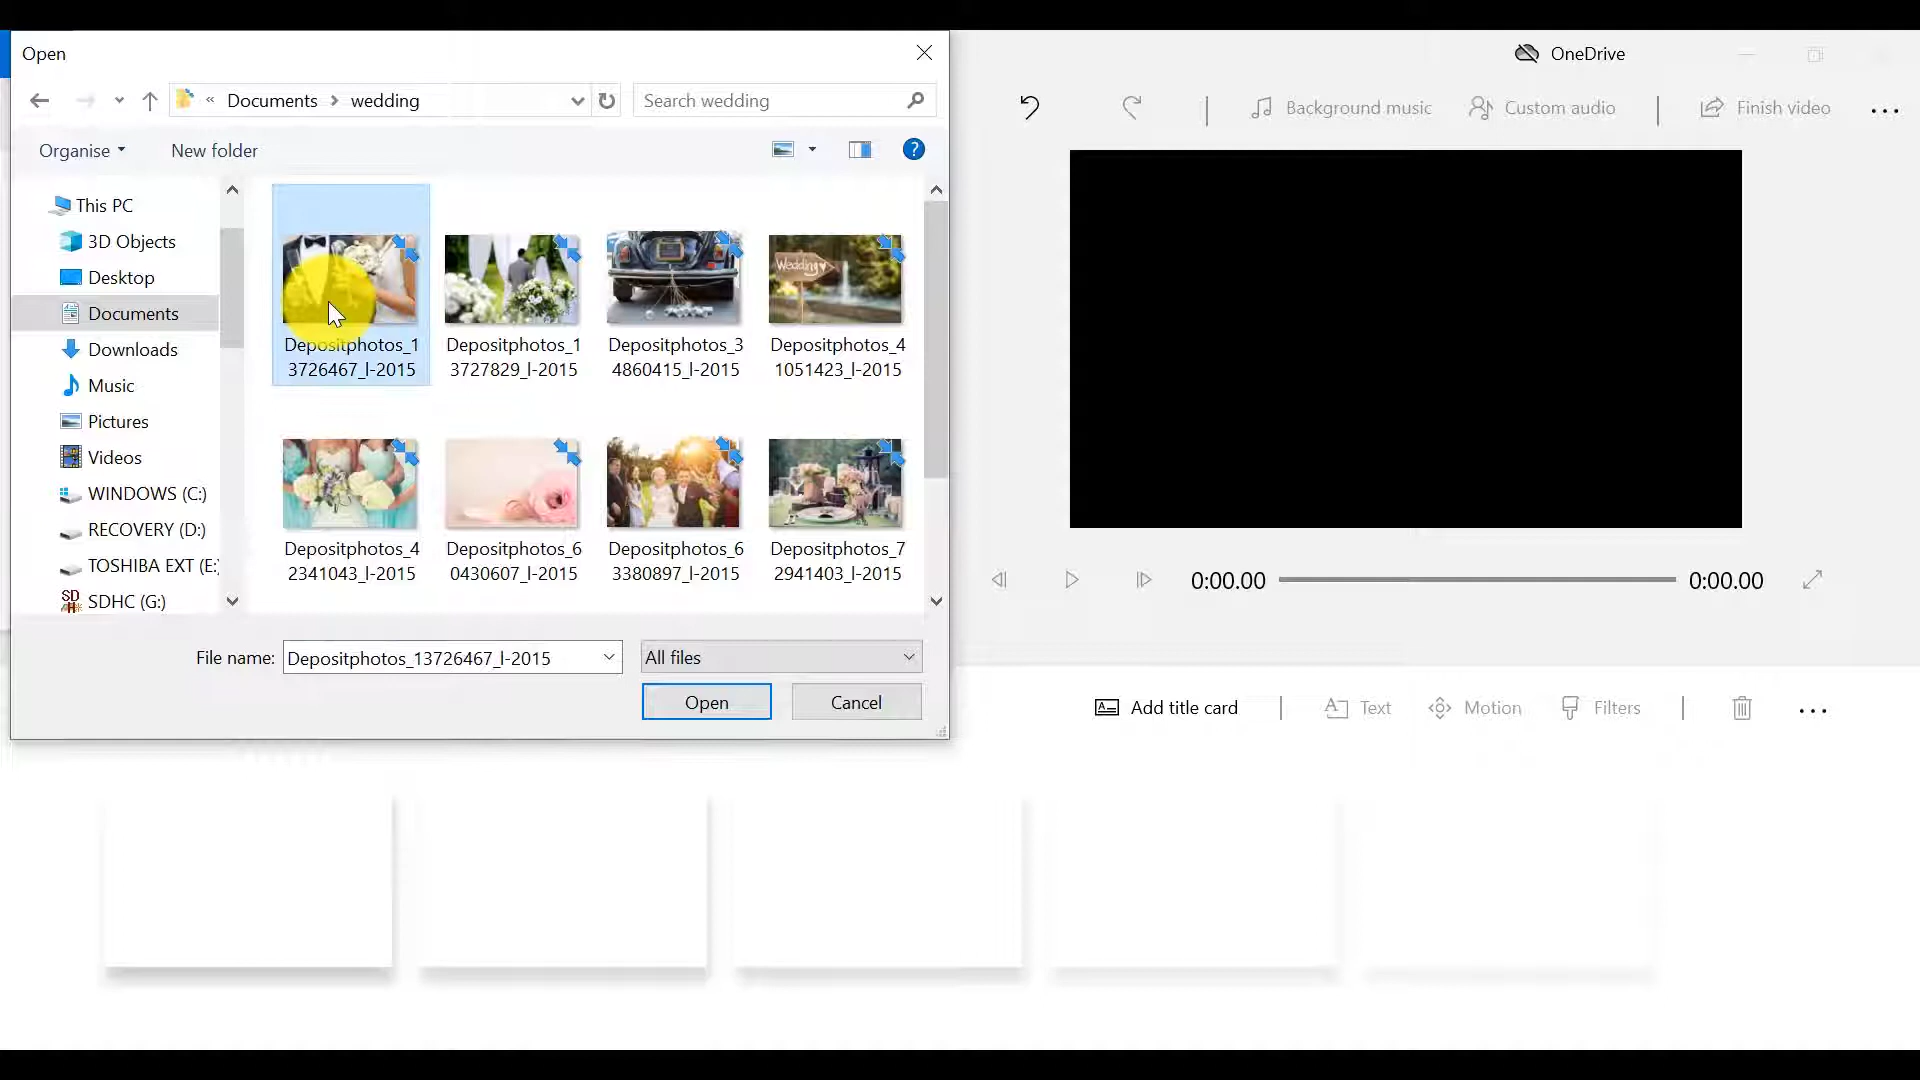 Open
OneDrive
« Documents > wedding
Search wedding
Background music
Custom audio
Finish video
Organise
New folder
This PC
3D Objects
Desktop
Documents
Downloads
Music
Pictures
Videos
WINDOWS (C:)
RECOVERY (D:)
TOSHIBA EXT (E:
SDHC (G:)
Wedding
Depositphotos_1
3726467_l-2015
Depositphotos_1
3727829_l-2015
Depositphotos_3
4860415_l-2015
Depositphotos_4
1051423_l-2015
Depositphotos_4
2341043_l-2015
Depositphotos_6
0430607_l-2015
Depositphotos_6
3380897_l-2015
Depositphotos_7
2941403_l-2015
0:00.00
0:00.00
File name:
Depositphotos_13726467_l-2015
All files
Open
Cancel
Add title card
Text
Motion
Filters